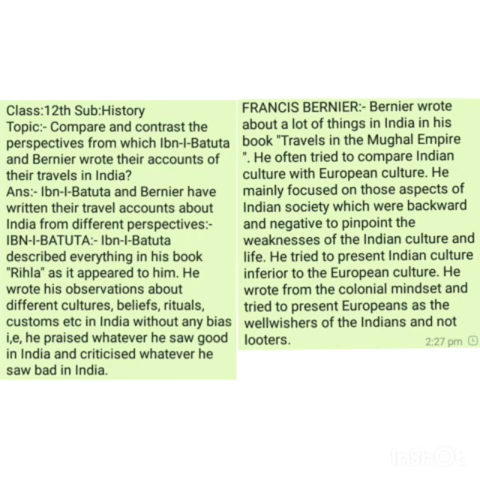 Class:12th Sub:History
Topic:- Compare and contrast the
perspectives from which Ibn-I-Batuta
and Bernier wrote their accounts of
their travels in India?
Ans:- Ibn-I-Batuta and Bernier have
written their travel accounts about
India from different perspectives:-
IBN-I-BATUTA:- Ibn-I-Batuta
described everything in his book
"Rihla" as it appeared to him. He
wrote his observations about
different cultures, beliefs, rituals,
customs etc in India without any bias
i,e, he praised whatever he saw good
in India and criticised whatever he
saw bad in India.
FRANCIS BERNIER:- Bernier wrote
about a lot of things in India in his
book "Travels in the Mughal Empire
". He often tried to compare Indian
culture with European culture. He
mainly focused on those aspects of
Indian society which were backward
and negative to pinpoint the
weaknesses of the Indian culture and
life. He tried to present Indian culture
inferior to the European culture. He
wrote from the colonial mindset and
tried to present Europeans as the
wellwishers of the Indians and not
looters.
2:27 pm
InShOt